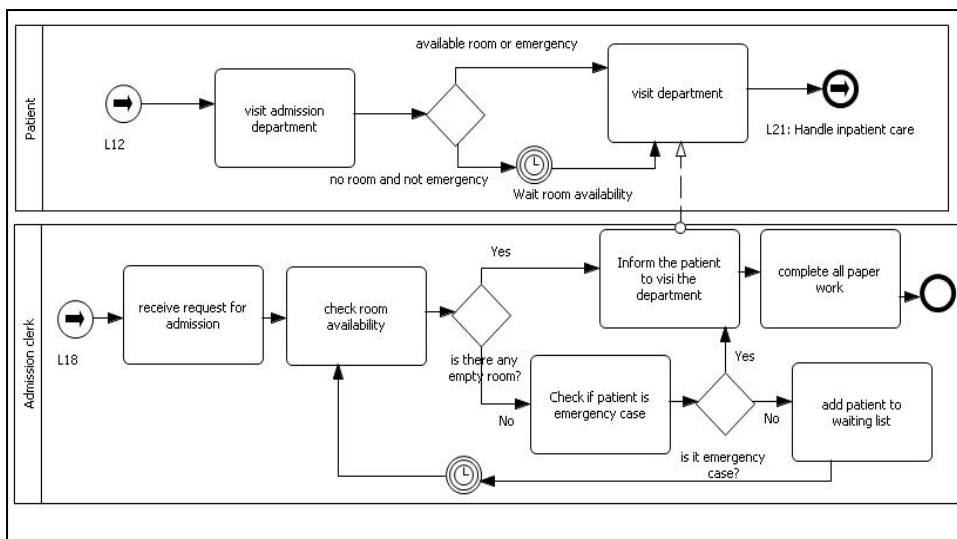 Patient
L12
visit admission
department
available room or emergency
no room and not emergency
Wait room availability
visit department
L21: Handle inpatient care
Admission clerk
L18
receive request for
admission
check room
availability
Yes
is there any
empty room?
No
Inform the patient
to visi the
department
complete all paper
work
Check if patient is
emergency case
Yes
No
is it emergency
case?
add patient to
waiting list